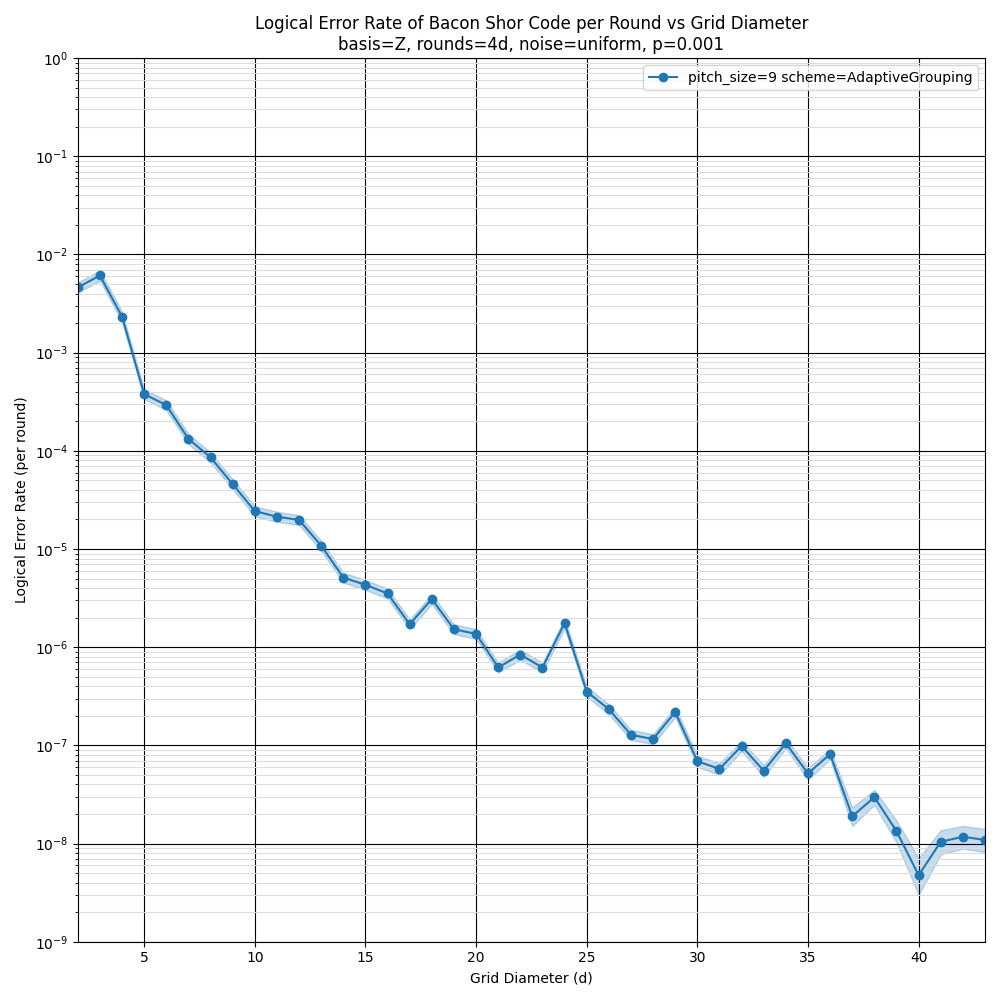 Logical Error Rate of Bacon Shor Code per Round vs Grid Diameter
basis=Z, rounds=4d, noise=uniform, p=0.001
pitch_size=9 scheme=AdaptiveGrouping
Logical Error Rate (per round)
10⁰
10⁻¹
10⁻²
10⁻³
10⁻⁴
10⁻⁵
10⁻⁶
10⁻⁷
10⁻⁸
10⁻⁹
5 10 15 20 25 30 35 40
Grid Diameter (d)